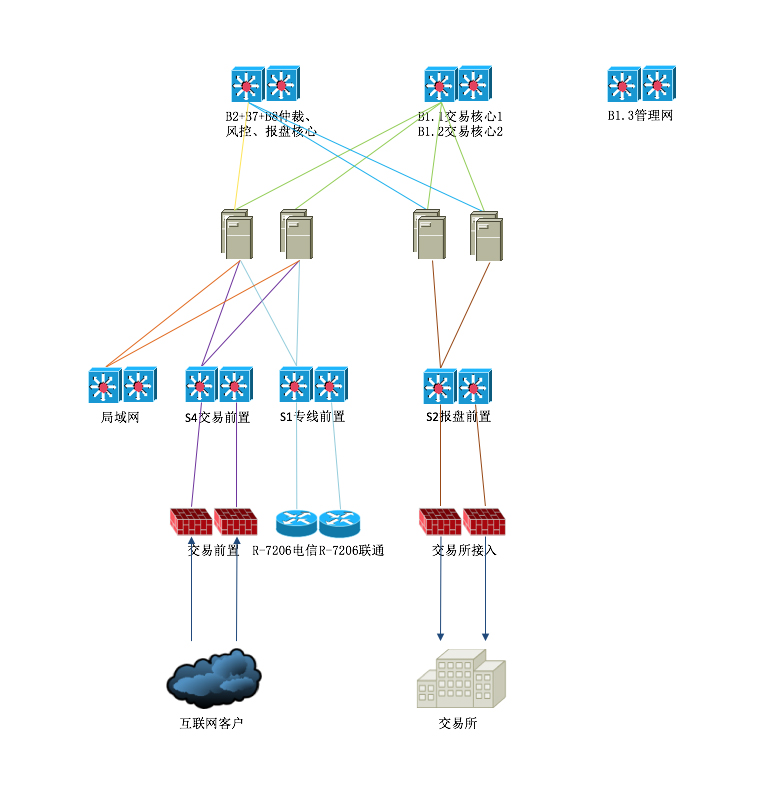 B2+B7+B8仲裁、
风控、报盘核心
B1.1交易核心1
B1.2交易核心2
B1.3管理网
局域网
S4交易前置
S1专线前置
S2报盘前置
交易前置
R-7206电信
R-7206联通
交易所接入
互联网客户
交易所